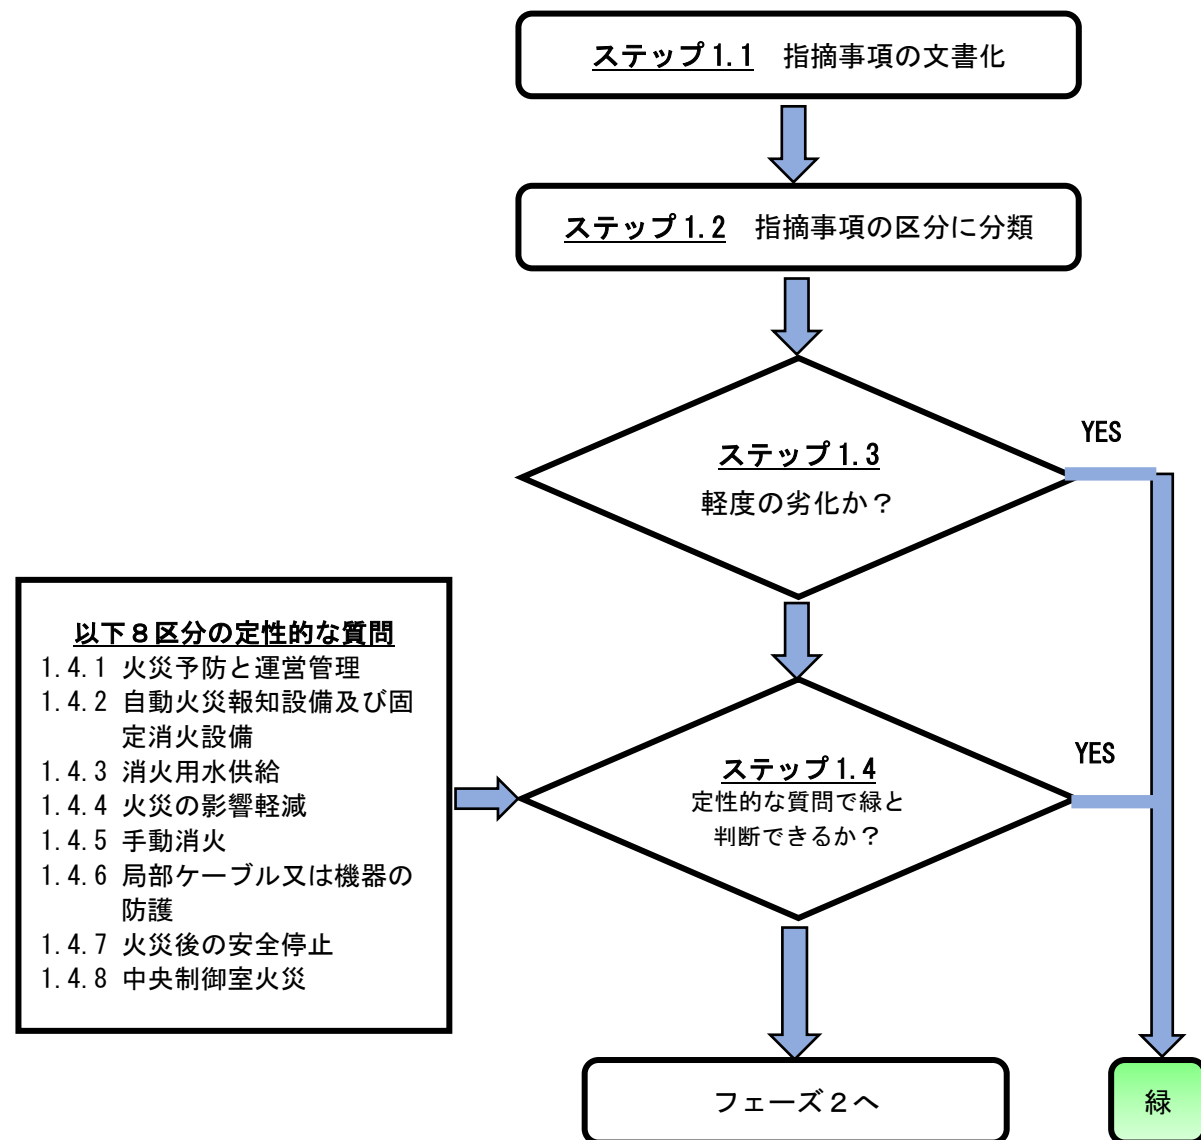 ステップ1.1　指摘事項の文書化
ステップ1.2　指摘事項の区分に分類
YES
ステップ1.3
軽度の劣化か？
以下８区分の定性的な質問
1.4.1 火災予防と運営管理
1.4.2 自動火災報知設備及び固
定消火設備
1.4.3 消火用水供給
1.4.4 火災の影響軽減
1.4.5 手動消火
1.4.6 局部ケーブル又は機器の
防護
1.4.7 火災後の安全停止
1.4.8 中央制御室火災
YES
ステップ1.4
定性的な質問で緑と
判断できるか？
フェーズ２へ
緑